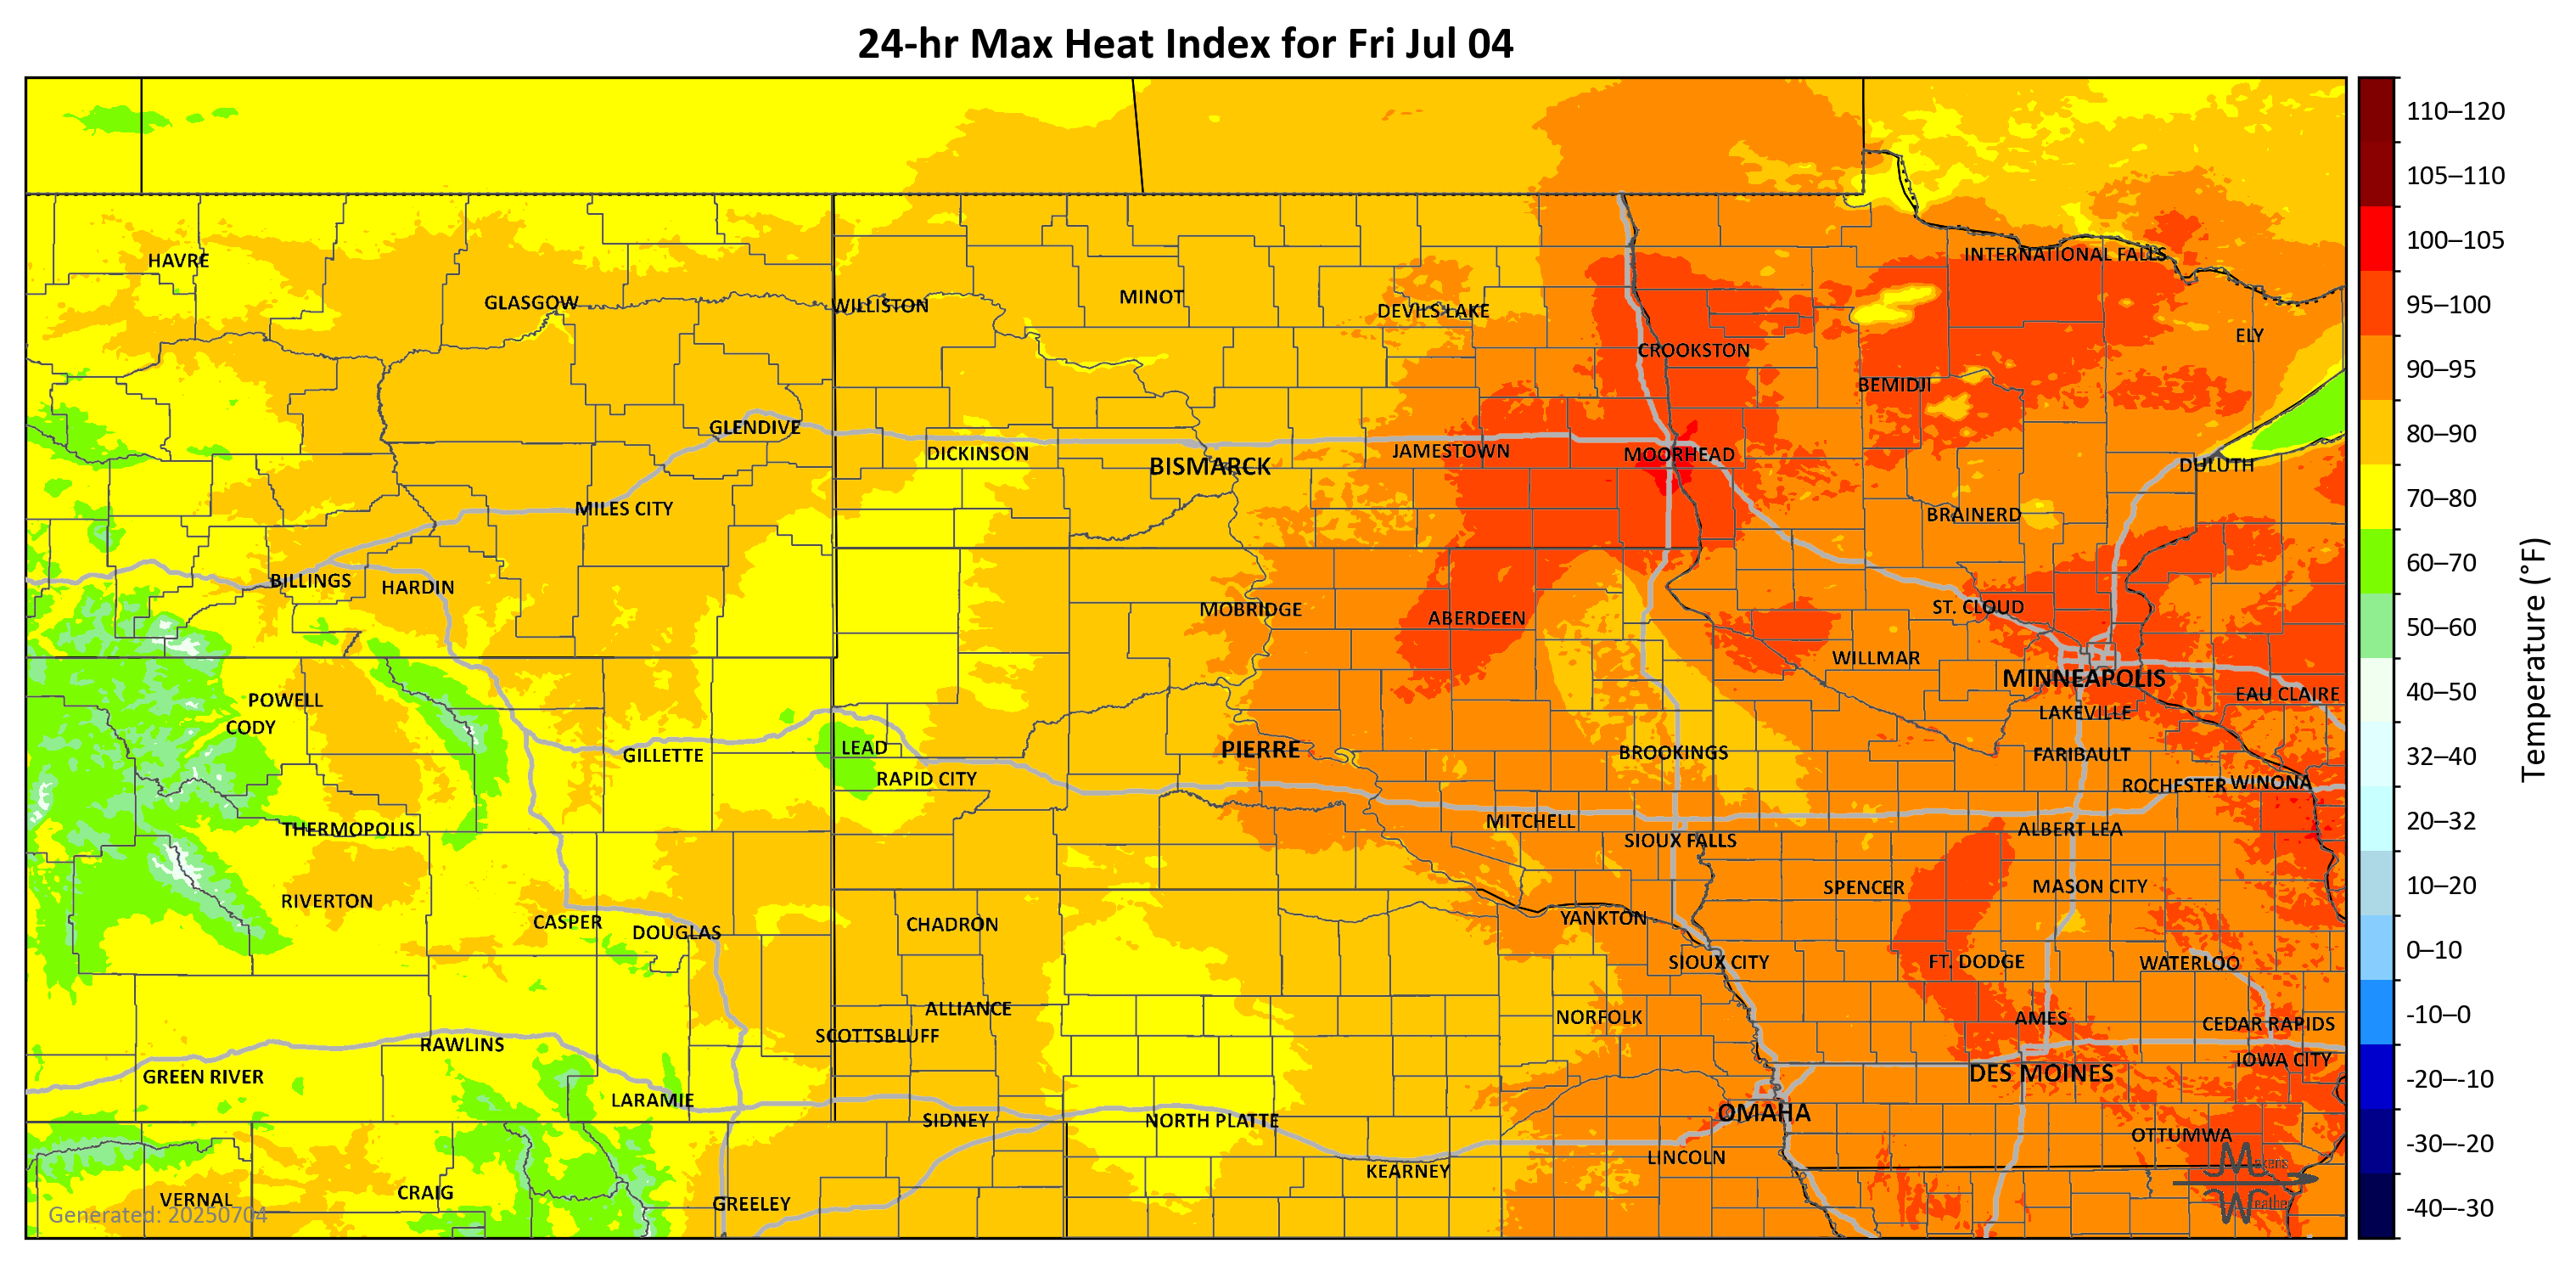 24-hr Max Heat Index for Fri Jul 04
110–120
105–110
HAVRE
INTERNATIONAL FALLS
100–105
GLASGOW
WILLISTON
MINOT
DEVILS LAKE
95–100
ELY
CROOKSTON
BEMIDJI
90–95
GLENDIVE
DICKINSON
BISMARCK
JAMESTOWN
MOORHEAD
DULUTH
80–90
MILES CITY
BRAINERD
70–80
BILLINGS
HARDIN
60–70
MOBRIDGE
ABERDEEN
ST. CLOUD
50–60
WILLMAR
MINNEAPOLIS
EAU CLAIRE
40–50
POWELL
CODY
LAKEVILLE
GILLETTE
LEAD
RAPID CITY
PIERRE
BROOKINGS
FARIBAULT
32–40
ROCHESTER
WINONA
THERMOPOLIS
MITCHELL
SIOUX FALLS
ALBERT LEA
20–32
RIVERTON
SPENCER
MASON CITY
10–20
CASPER
DOUGLAS
CHADRON
YANKTON
SIOUX CITY
FT. DODGE
WATERLOO
0–10
ALLIANCE
SCOTTSBLUFF
NORFOLK
AMES
CEDAR RAPIDS
-10–0
RAWLINS
GREEN RIVER
IOWA CITY
DES MOINES
-20–-10
LARAMIE
SIDNEY
NORTH PLATTE
OMAHA
OTTUMWA
-30–-20
KEARNEY
LINCOLN
VERNAL
CRAIG
GREELEY
-40–-30
Generated: 20250704
Makens
Weather
Temperature (°F)